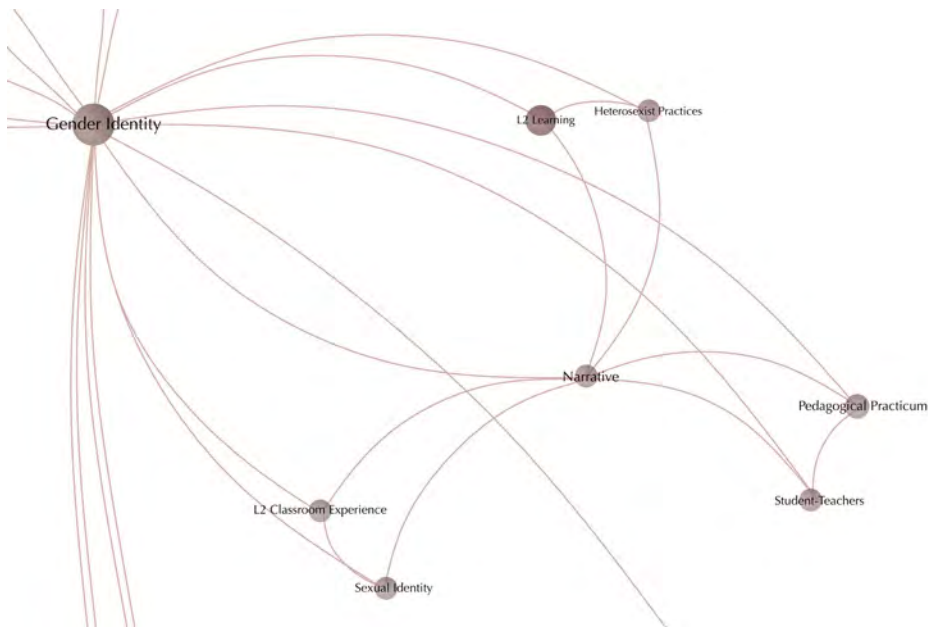 Heterosexist Practices
L2 Learning
Gender Identity
Narrative
Pedagogical Practicum
Student-Teachers
L2 Classroom Experience
Sexual Identity